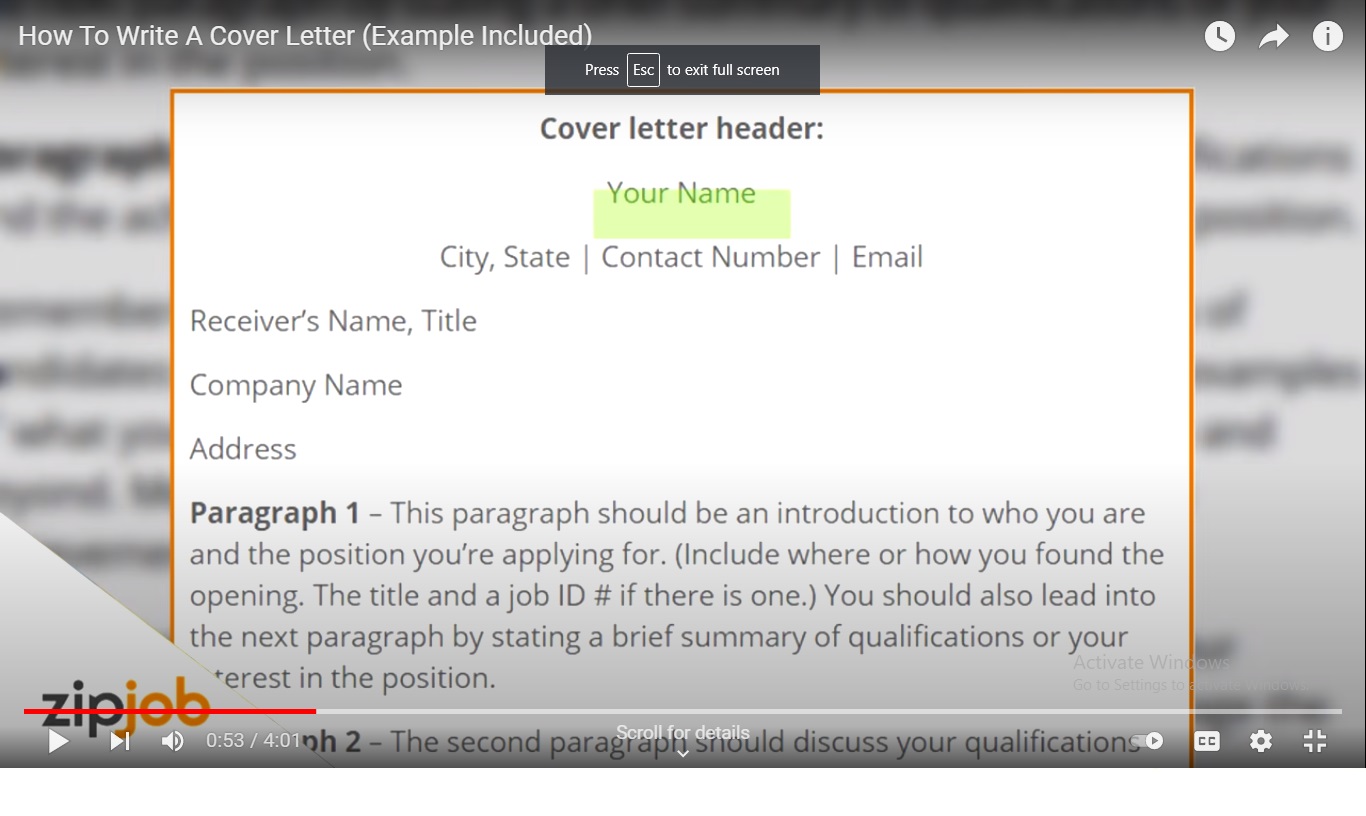 How To Write A Cover Letter (Example Included)
Press Esc to exit full screen
Cover letter header:
Your Name
City, State | Contact Number | Email
Receiver's Name, Title
Company Name
Address
Paragraph 1 – This paragraph should be an introduction to who you are
and the position you're applying for. (Include where or how you found the
opening. The title and a job ID # if there is one.) You should also lead into
the next paragraph by stating a brief summary of qualifications or your
terest in the position.
Activate Windows
Go to Settings to activate Windows.
zipjob
ph 2 – The second paragraph should discuss your qualifications
Scroll for details
0:53 / 4:01
CC